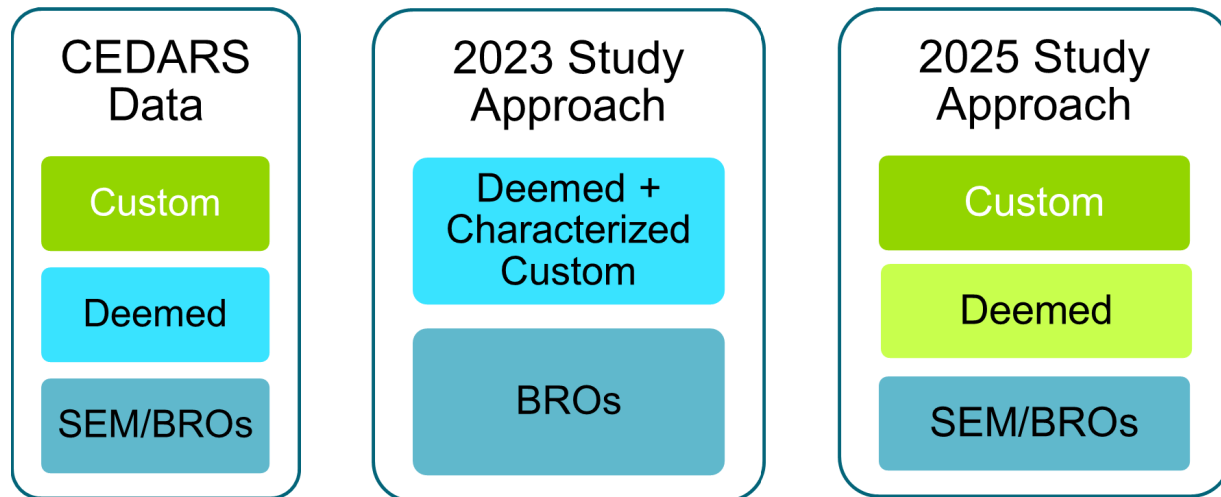 CEDARS
Data
Custom
Deemed
SEM/BROs
2023 Study
Approach
Deemed +
Characterized
Custom
BROs
2025 Study
Approach
Custom
Deemed
SEM/BROs